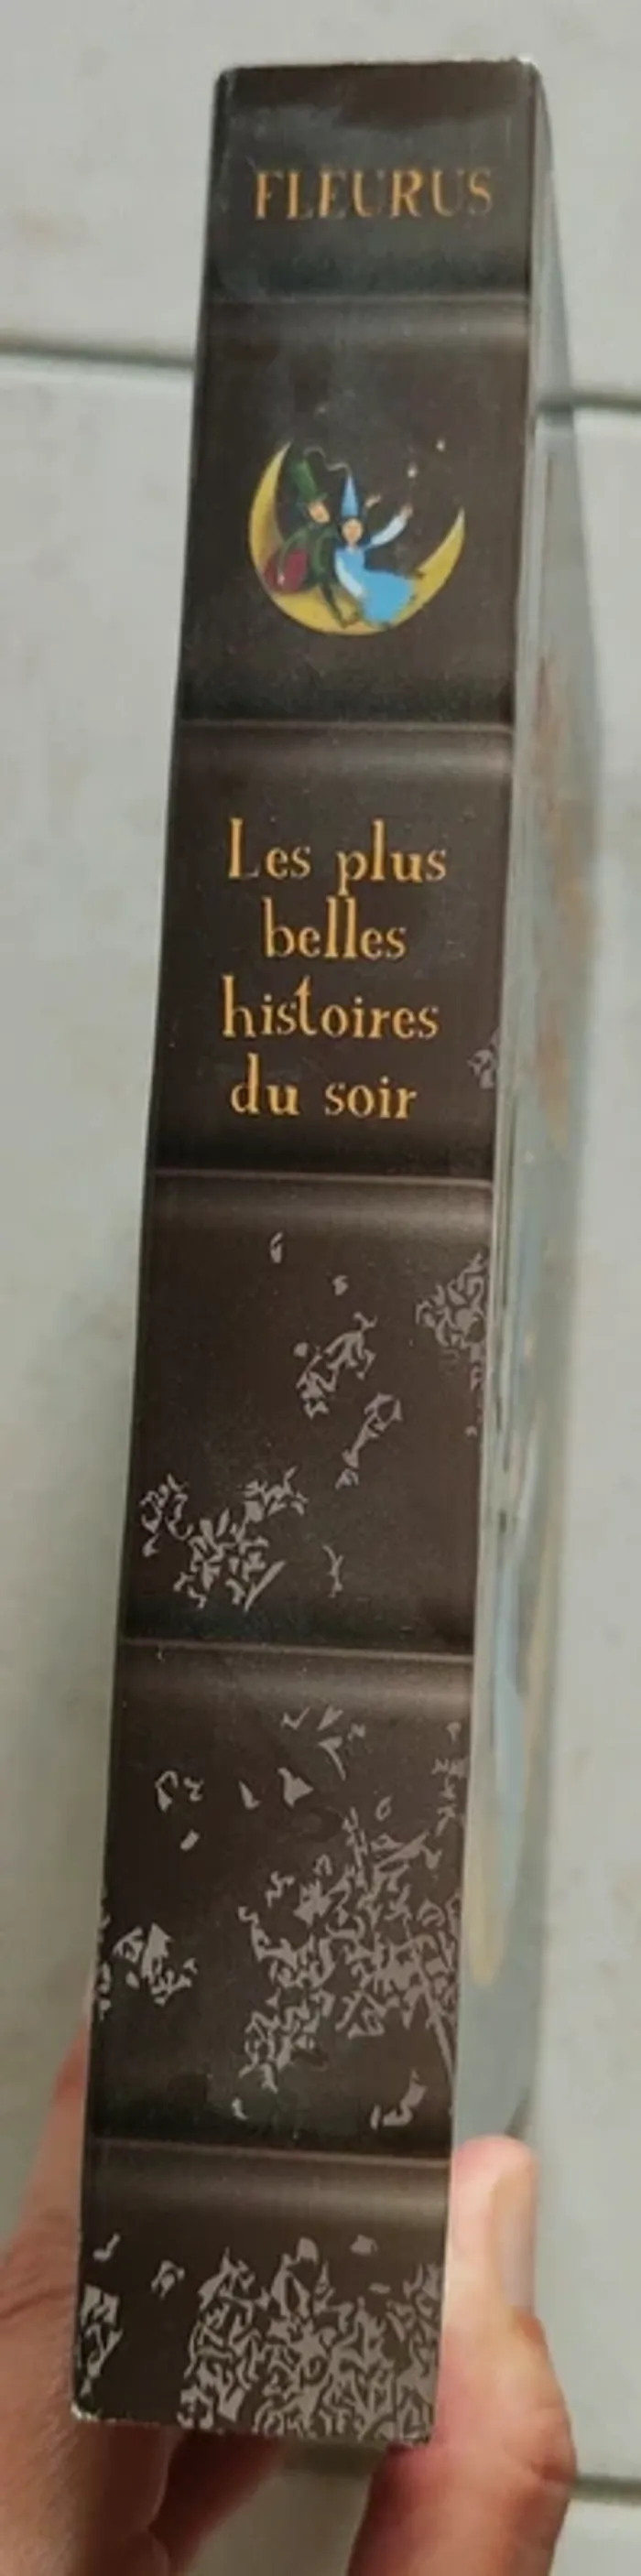 FLEURUS
Les plus
belles
histoires
du soir